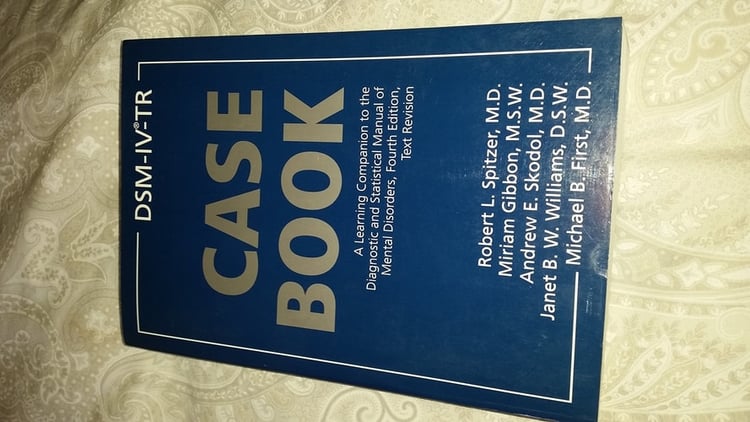 DSM-IV®-TR
CASE
BOOK
A Learning Companion to the
Diagnostic and Statistical Manual of
Mental Disorders, Fourth Edition,
Text Revision
Robert L. Spitzer, M.D.
Miriam Gibbon, M.S.W.
Andrew E. Skodol, M.D.
Janet B. W. Williams, D.S.W.
Michael B. First, M.D.